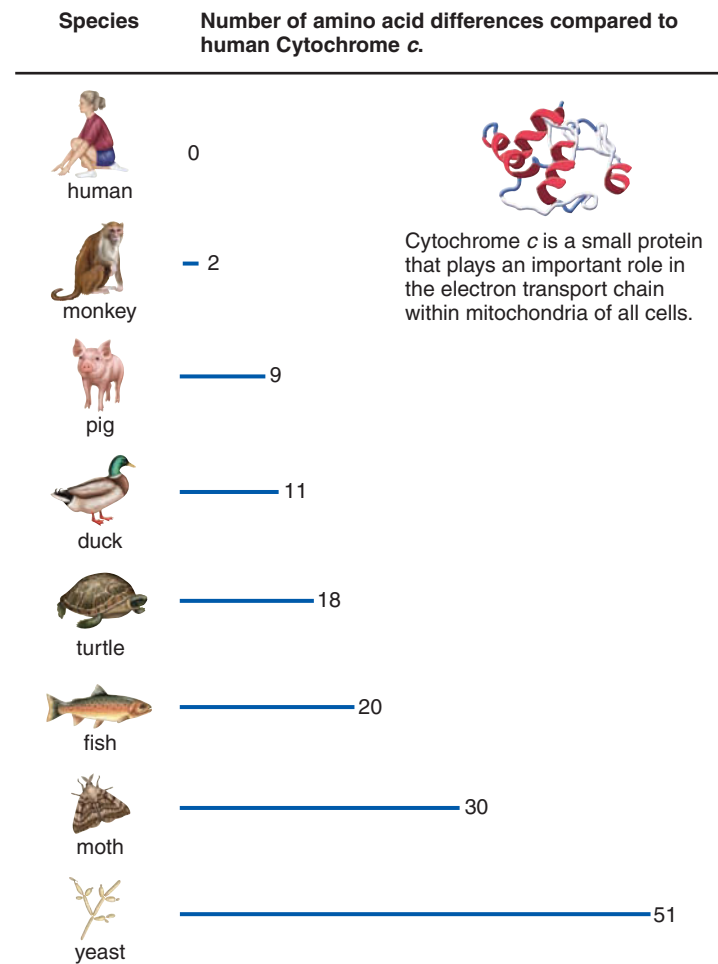 Species
Number of amino acid differences compared to
human Cytochrome c.
0
human
Cytochrome c is a small protein
that plays an important role in
the electron transport chain
within mitochondria of all cells.
2
monkey
9
pig
11
duck
18
turtle
20
fish
30
moth
51
yeast